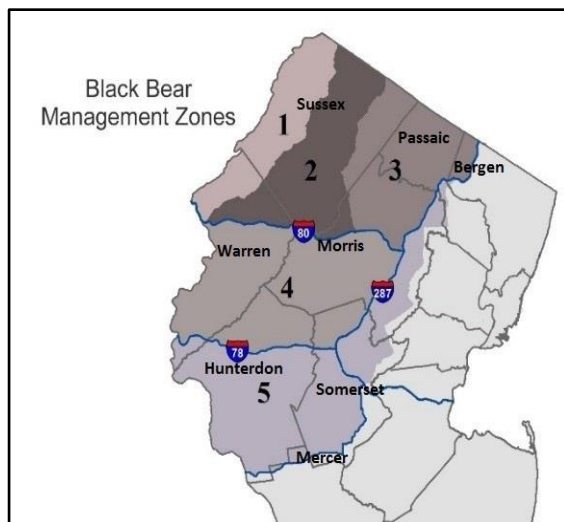 Black Bear
Management Zones
Sussex
1
Passaic
2
3
Bergen
80
Warren
Morris
4
287
78
Hunterdon
5
Somerset
Mercer